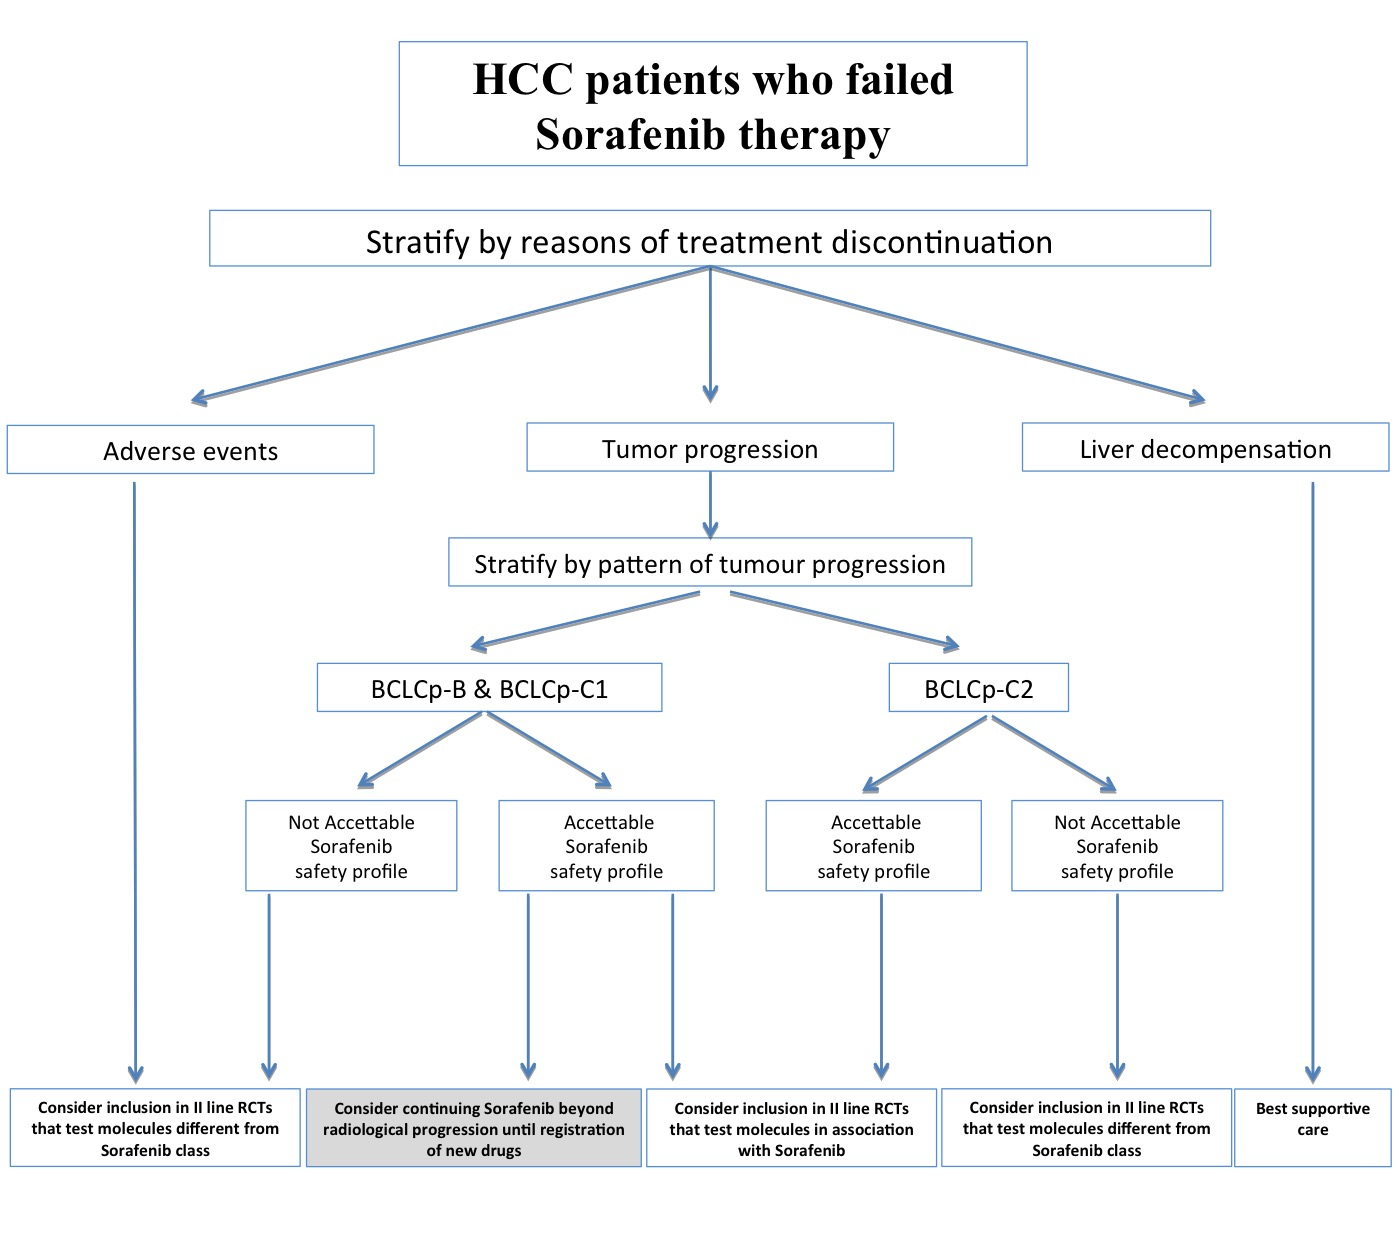 HCC patients who failed
Sorafenib therapy
Stratify by reasons of treatment discontinuation
Adverse events
Tumor progression
Liver decompensation
Stratify by pattern of tumour progression
BCLCp-B & BCLCp-C1
BCLCp-C2
Not Accettable
Sorafenib
safety profile
Accettable
Sorafenib
safety profile
Accettable
Sorafenib
safety profile
Not Accettable
Sorafenib
safety profile
Consider inclusion in II line RCTs
that test molecules different from
Sorafenib class
Consider continuing Sorafenib beyond
radiological progression until registration
of new drugs
Consider inclusion in II line RCTs
that test molecules in association
with Sorafenib
Consider inclusion in II line RCTs
that test molecules different from
Sorafenib class
Best supportive
care